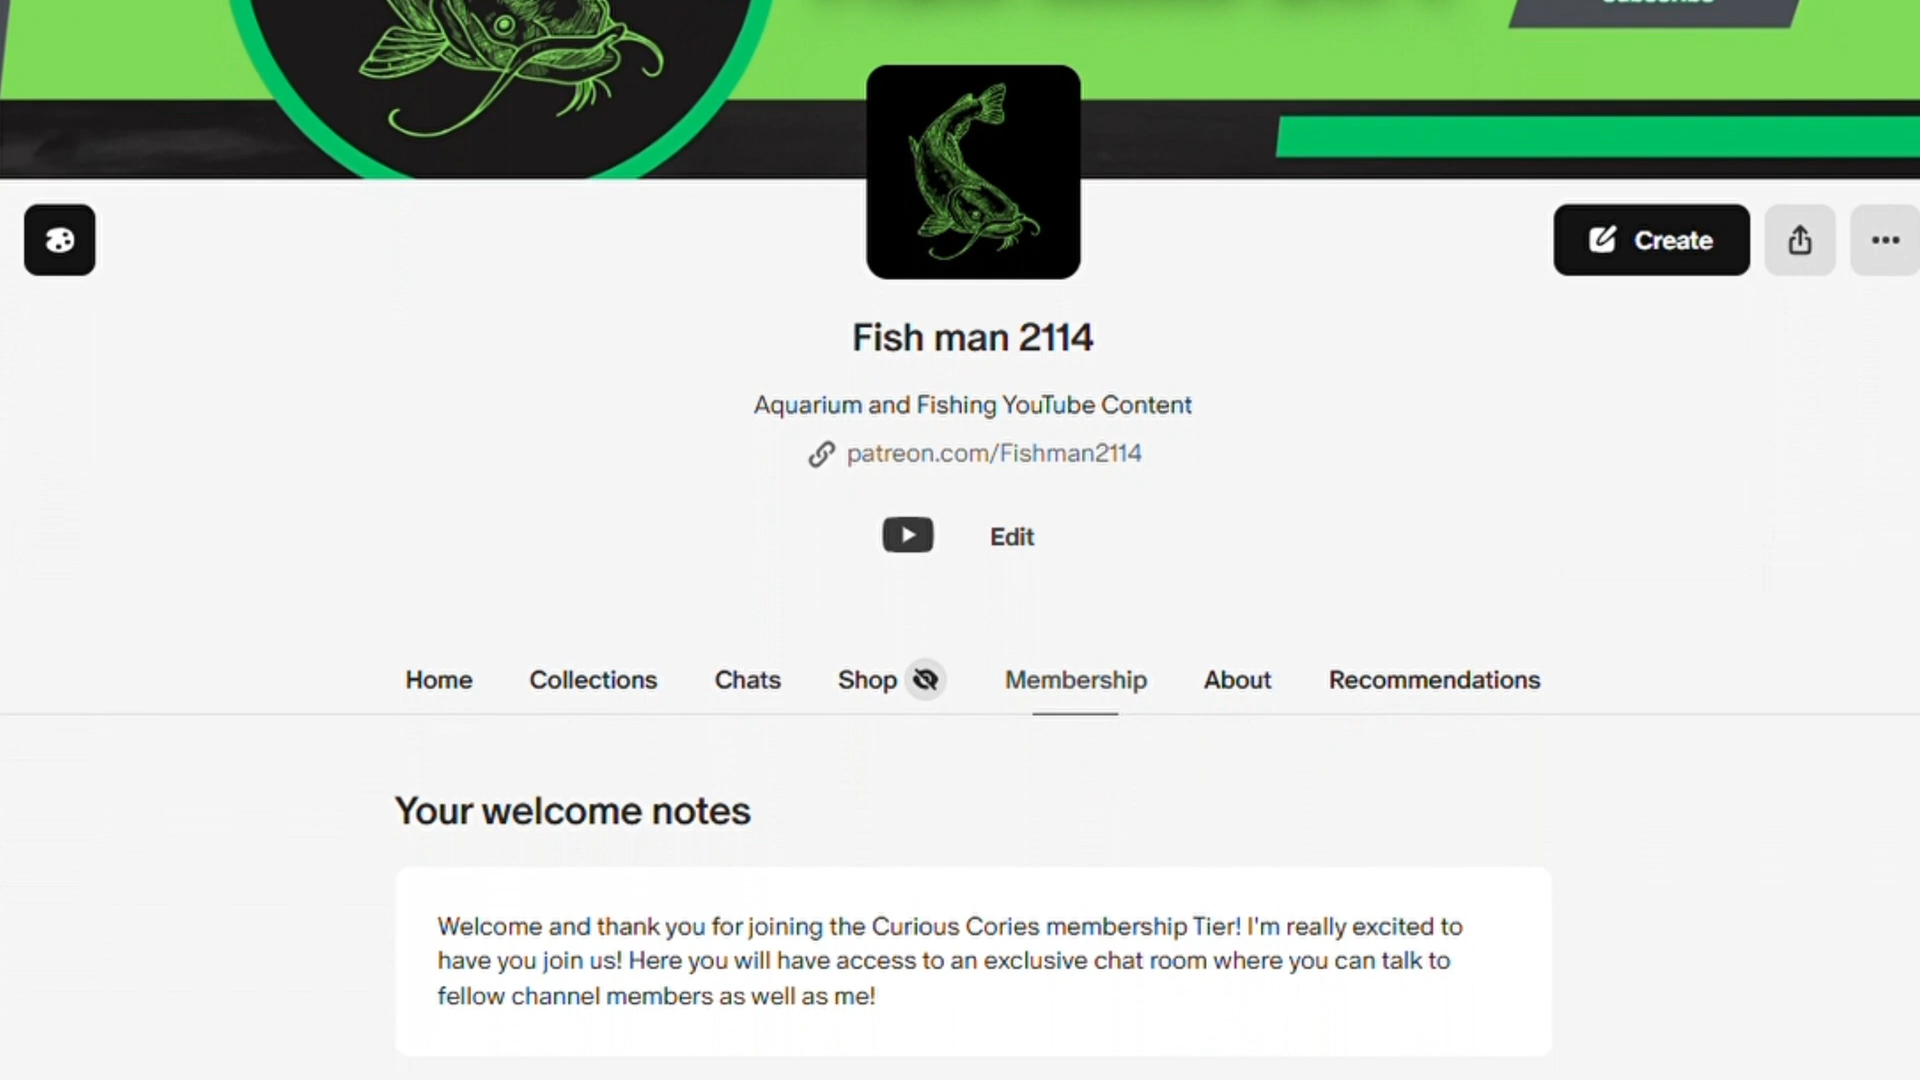 Create
Fish man 2114
Aquarium and Fishing YouTube Content
patreon.com/Fishman2114
Edit
Home Collections Chats Shop Membership About Recommendations
Your welcome notes
Welcome and thank you for joining the Curious Cories membership Tier! I'm really excited to
have you join us! Here you will have access to an exclusive chat room where you can talk to
fellow channel members as well as me!